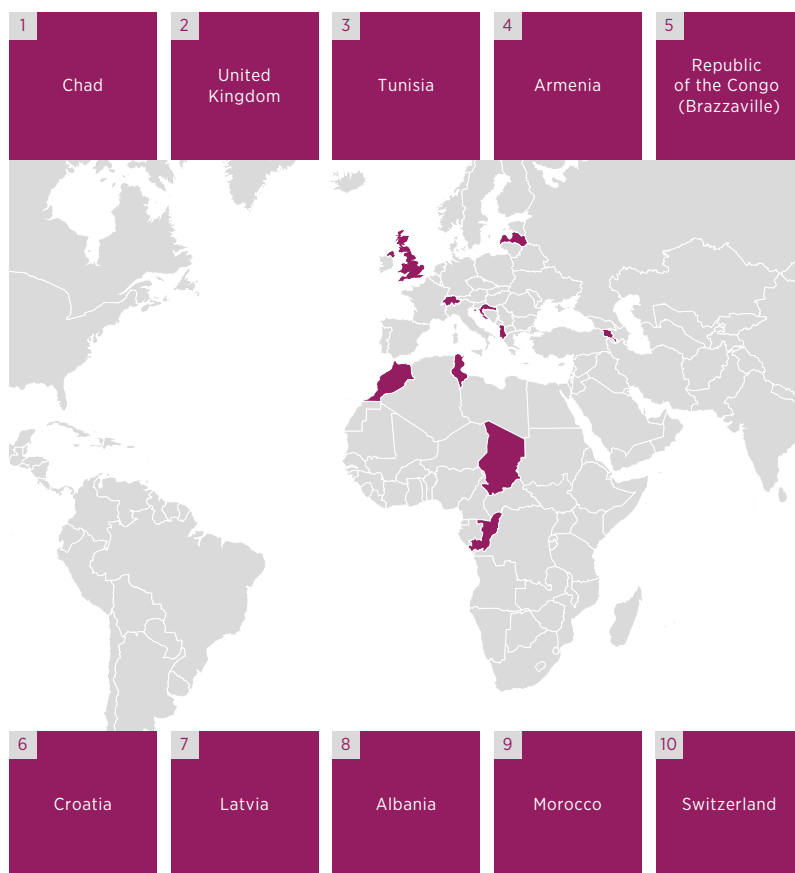 1
Chad
2
United
Kingdom
3
Tunisia
4
Armenia
5
Republic
of the Congo
(Brazzaville)
6
Croatia
7
Latvia
8
Albania
9
Morocco
10
Switzerland